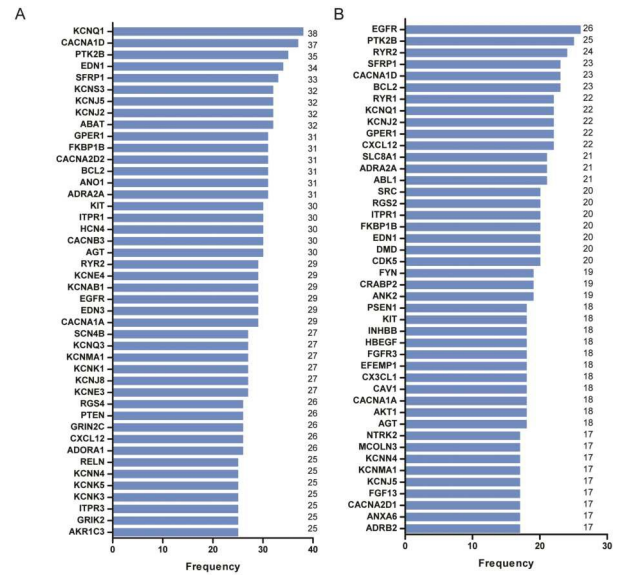 A
KCNQ1 38
CACNA1D 37
PTK2B 35
EDN1 34
SFRP1 33
KCNS3 32
KCNJ5 32
KCNJ2 32
ABAT 32
GPER1 31
FKBP1B 31
CACNA2D2 31
BCL2 31
ANO1 31
ADRA2A 31
KIT 30
ITPR1 30
HCN4 30
CACNB3 30
AGT 30
RYR2 29
KCNE4 29
KCNAB1 29
EGFR 29
EDN3 29
CACNA1A 29
SCN4B 27
KCNQ3 27
KCNMA1 27
KCNK1 27
KCNJ8 27
KCNE3 27
RGS4 26
PTEN 26
GRIN2C 26
CXCL12 26
ADORA1 26
RELN 25
KCNN4 25
KCNK5 25
KCNK3 25
ITPR3 25
GRIK2 25
AKR1C3 25
0 10 20 30 40
Frequency
B
EGFR 26
PTK2B 25
RYR2 24
SFRP1 23
CACNA1D 23
BCL2 23
RYR1 22
KCNQ1 22
KCNJ2 22
GPER1 22
CXCL12 22
SLC8A1 21
ADRA2A 21
ABL1 21
SRC 20
RGS2 20
ITPR1 20
FKBP1B 20
EDN1 20
DMD 20
CDK5 20
FYN 19
CRABP2 19
ANK2 19
PSEN1 18
KIT 18
INHBB 18
HBEGF 18
FGFR3 18
EFEMP1 18
CX3CL1 18
CAV1 18
CACNA1A 18
AKT1 18
AGT 18
NTRK2 17
MCOLN3 17
KCNN4 17
KCNMA1 17
KCNJ5 17
FGF13 17
CACNA2D1 17
ANXA6 17
ADRB2 17
0 10 20 30
Frequency